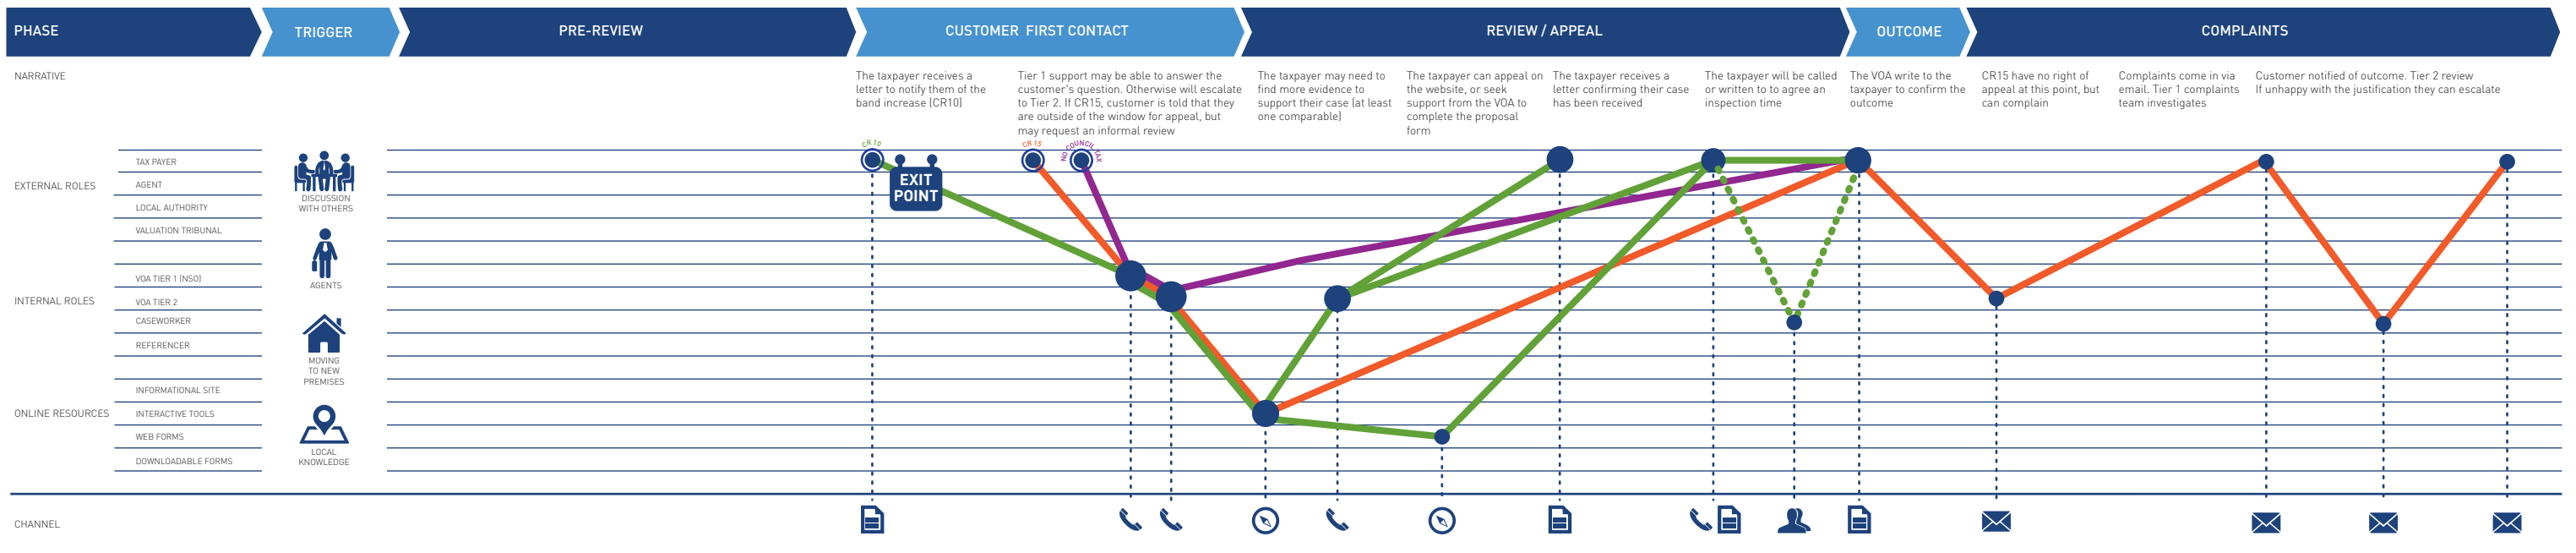 PHASE
TRIGGER
PRE-REVIEW
CUSTOMER FIRST CONTACT
REVIEW / APPEAL
OUTCOME
COMPLAINTS
NARRATIVE
The taxpayer receives a
letter to notify them of the
band increase (CR10)
Tier 1 support may be able to answer the
customer's question. Otherwise will escalate
to Tier 2. If CR15, customer is told that they
are outside of the window for appeal, but
may request an informal review
The taxpayer may need to
find more evidence to
support their case (at least
one comparable)
The taxpayer can appeal on
the website, or seek
support from the VOA to
complete the proposal
form
The taxpayer receives a
letter confirming their case
has been received
The taxpayer will be called
or written to to agree an
inspection time
The VOA write to the
taxpayer to confirm the
outcome
CR15 have no right of
appeal at this point, but
can complain
Complaints come in via
email. Tier 1 complaints
team investigates
Customer notified of outcome. Tier 2 review
If unhappy with the justification they can escalate
EXTERNAL ROLES
TAX PAYER
AGENT
LOCAL AUTHORITY
VALUATION TRIBUNAL
INTERNAL ROLES
VOA TIER 1 (NSO)
VOA TIER 2
CASEWORKER
REFERENCER
ONLINE RESOURCES
INFORMATIONAL SITE
INTERACTIVE TOOLS
WEB FORMS
DOWNLOADABLE FORMS
DISCUSSION
WITH OTHERS
AGENTS
MOVING
TO NEW
PREMISES
LOCAL
KNOWLEDGE
CR 10
EXIT
POINT
CR 15
NO COUNCIL TAX
CHANNEL